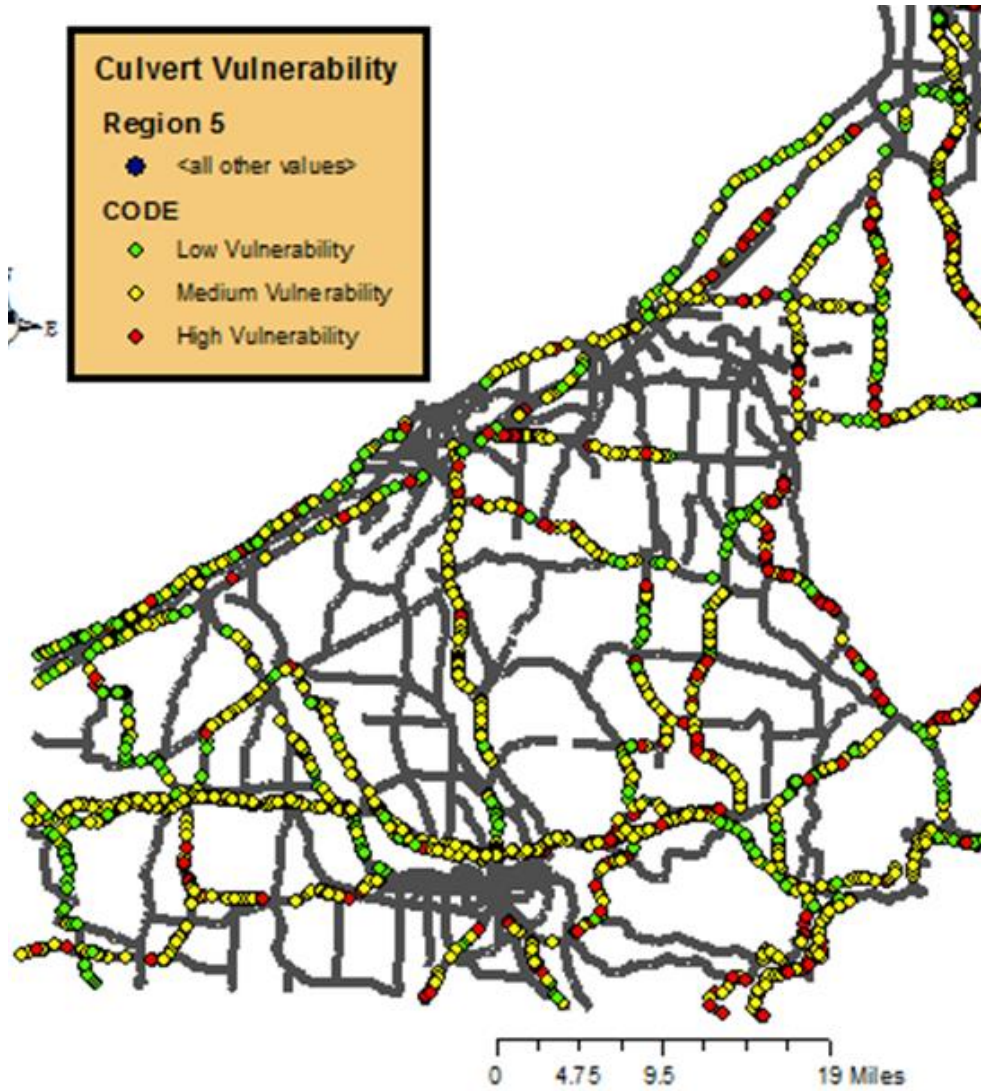 Culvert Vulnerability
Region 5
<all other values>
CODE
Low Vulnerability
Medium Vulnerability
High Vulnerability
E
0 4.75 9.5 19 Miles